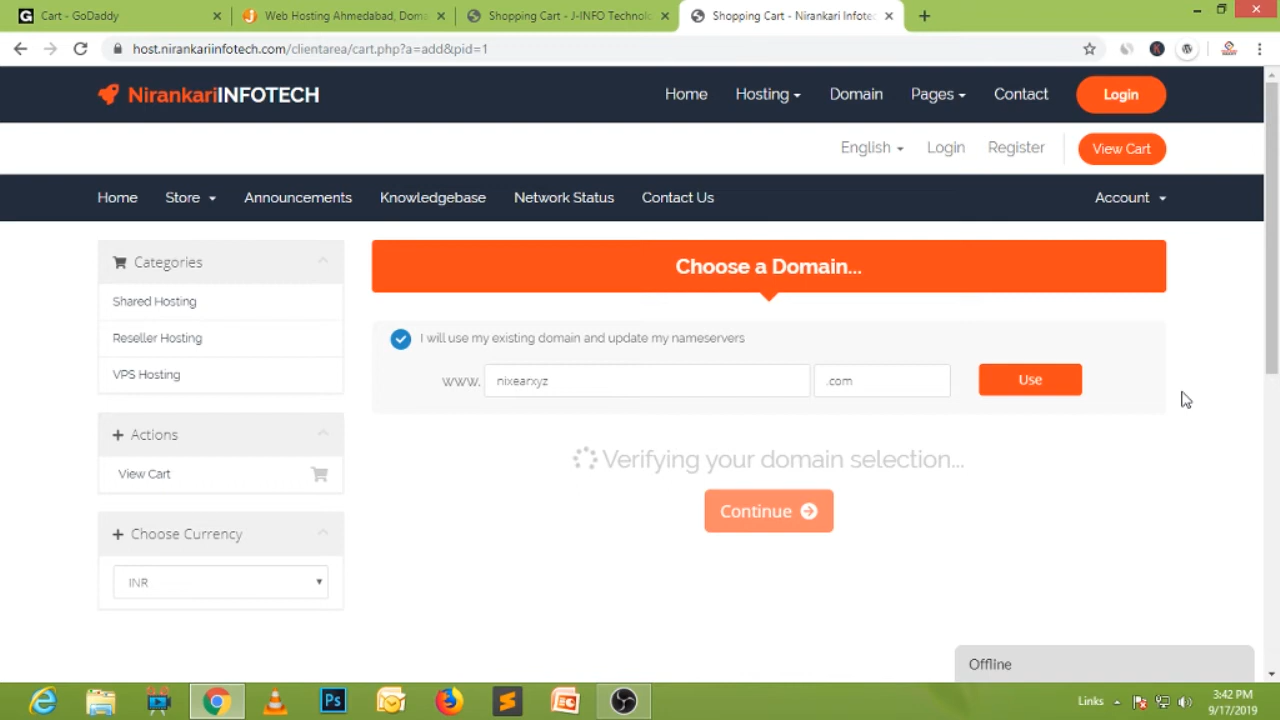 Cart - GoDaddy
Web Hosting Ahmedabad, Doma
Shopping Cart - J-INFO Technolo
Shopping Cart - Nirankari Infotec
host.nirankariinfotech.com/clientarea/cart.php?a=add&pid=1
NirankariINFOTECH
Home Hosting Domain Pages Contact Login
English Login Register View Cart
Home Store Announcements Knowledgebase Network Status Contact Us Account
Categories
Shared Hosting
Reseller Hosting
VPS Hosting
Actions
View Cart
Choose Currency
INR
Choose a Domain...
I will use my existing domain and update my nameservers
www. nixearxyz .com Use
Verifying your domain selection...
Continue
Offline
Ps
Links
3:42 PM
9/17/2019